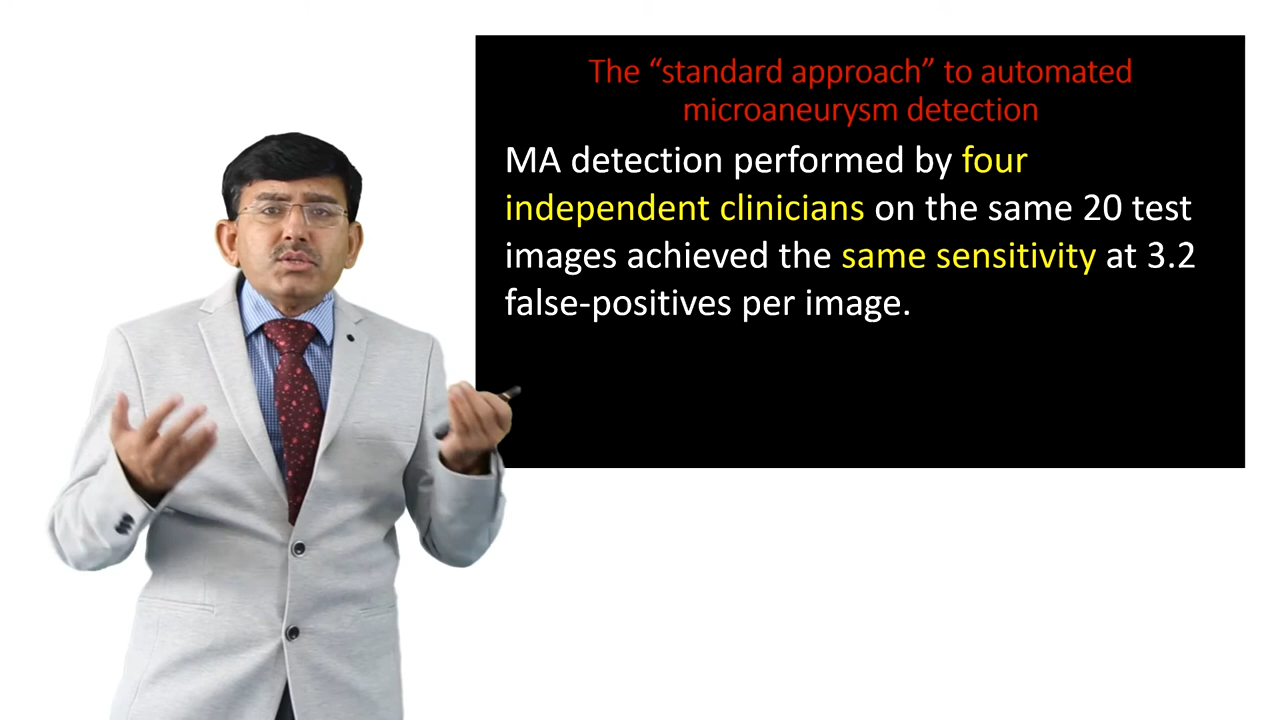 The “standard approach” to automated
microaneurysm detection
MA detection performed by four
independent clinicians on the same 20 test
images achieved the same sensitivity at 3.2
false-positives per image.